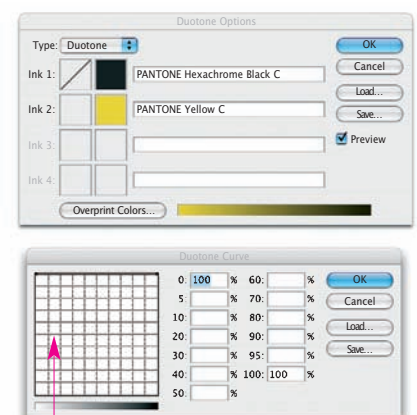 Duotone Options
Type: Duotone
OK
Ink 1: PANTONE Hexachrome Black C
Cancel
Load...
Ink 2: PANTONE Yellow C
Save...
Preview
Ink 3:
Ink 4:
Overprint Colors...
Duotone Curve
0: 100 % 60: % OK
5: % 70: % Cancel
10: % 80: %
Load...
20: % 90: %
Save...
30: % 95: %
40: % 100: 100 %
50: %